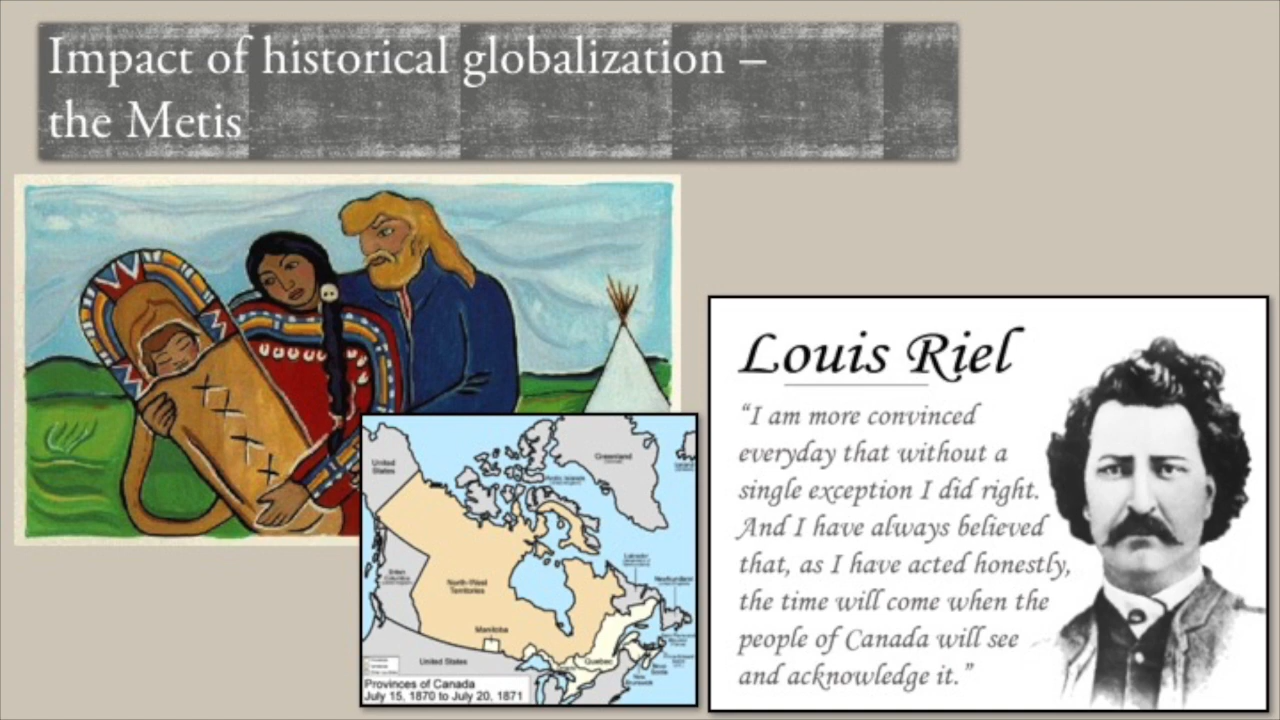 Impact of historical globalization –
the Metis
Louis Riel
“I am more convinced
everyday that without a
single exception I did right.
And I have always believed
that, as I have acted honestly,
the time will come when the
people of Canada will see
and acknowledge it.”
United
States
Greenland
North-West
Territories
Labrador
Newfoundland
Manitoba
United States
Quebec
Provinces of Canada
July 15, 1870 to July 20, 1871